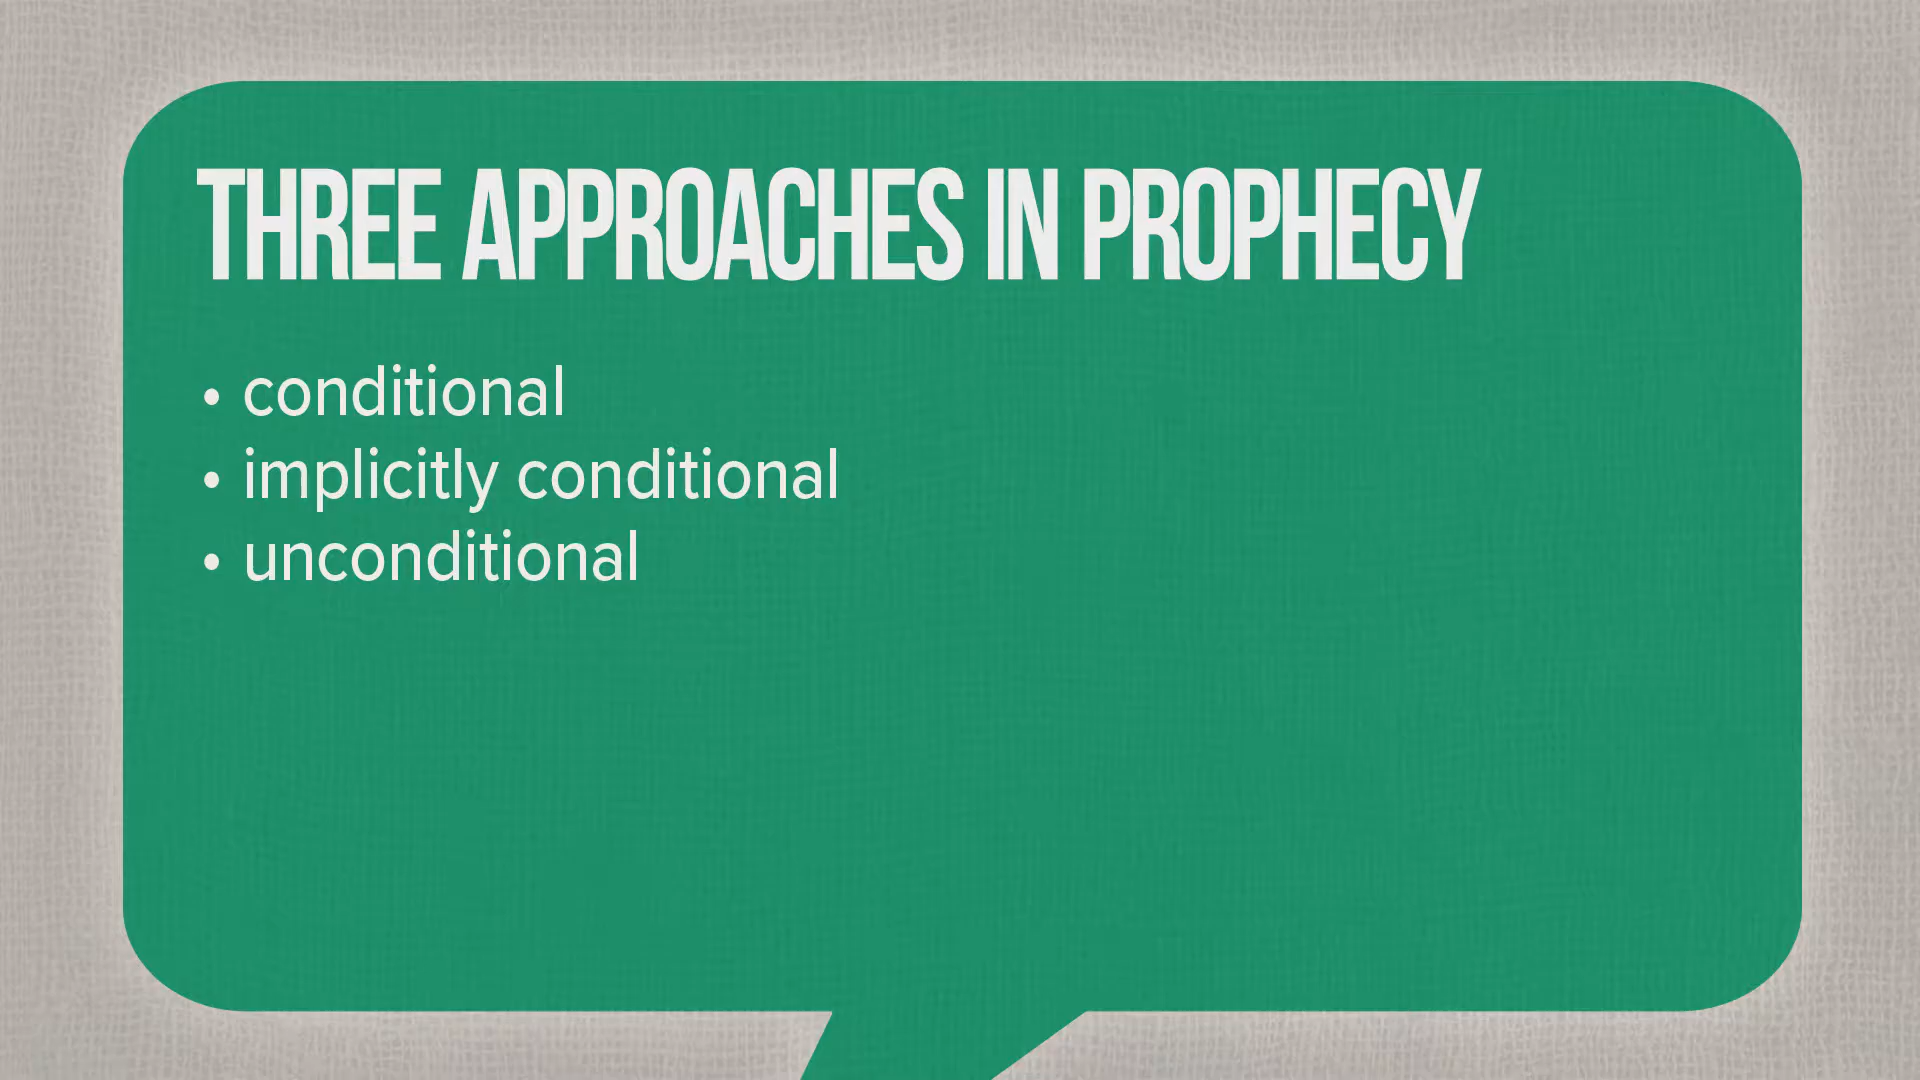 THREE APPROACHES IN PROPHECY
• conditional
• implicitly conditional
• unconditional